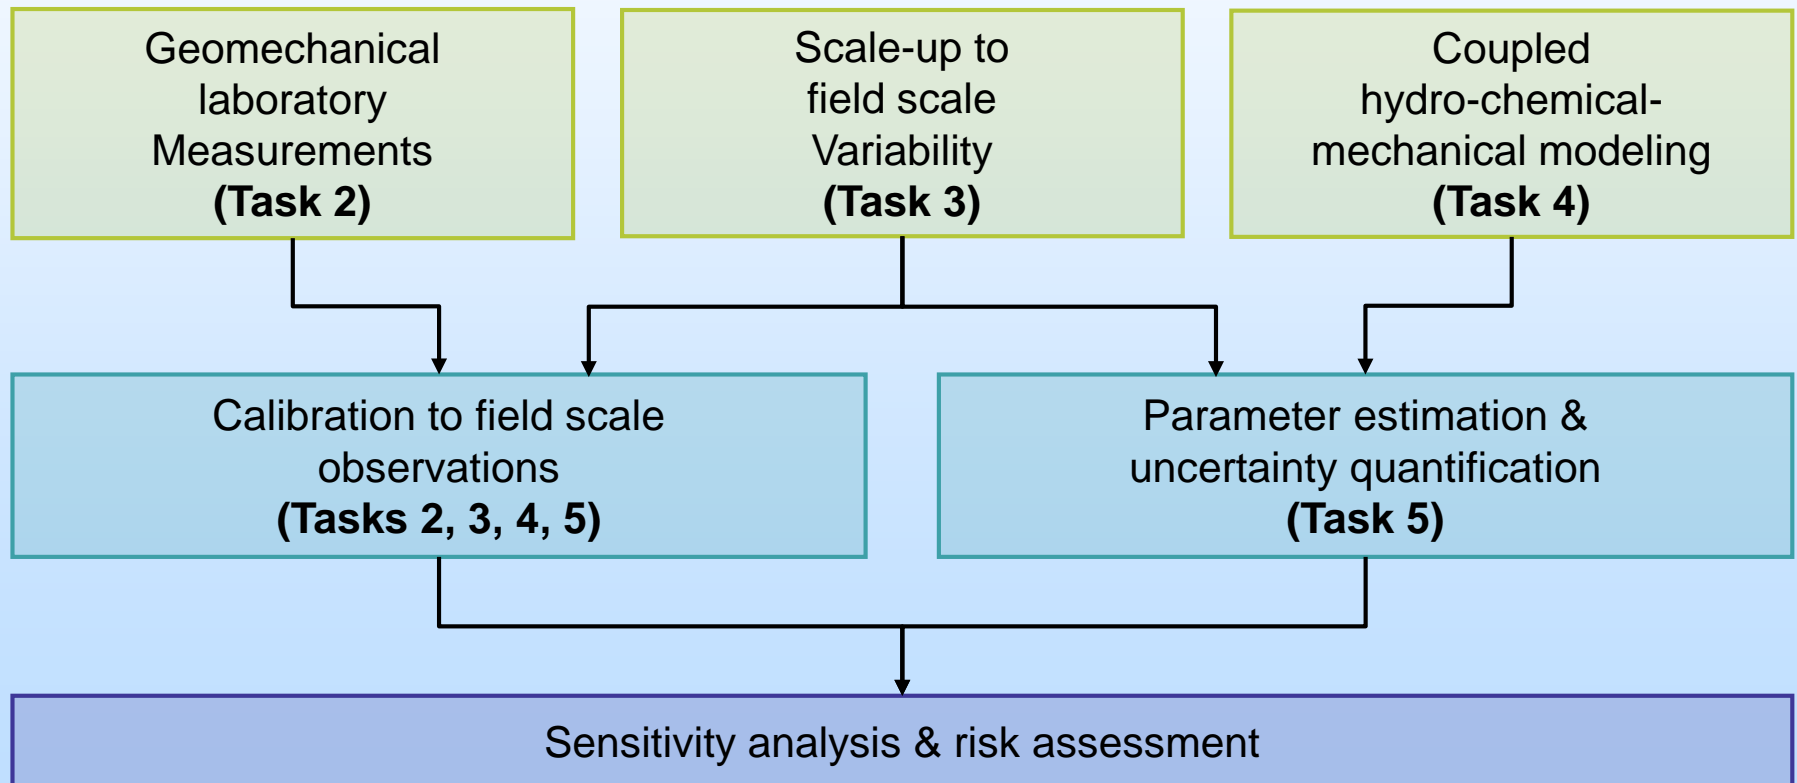 Geomechanical
laboratory
Measurements
(Task 2)
Scale-up to
field scale
Variability
(Task 3)
Coupled
hydro-chemical-
mechanical modeling
(Task 4)
Calibration to field scale
observations
(Tasks 2, 3, 4, 5)
Parameter estimation &
uncertainty quantification
(Task 5)
Sensitivity analysis & risk assessment